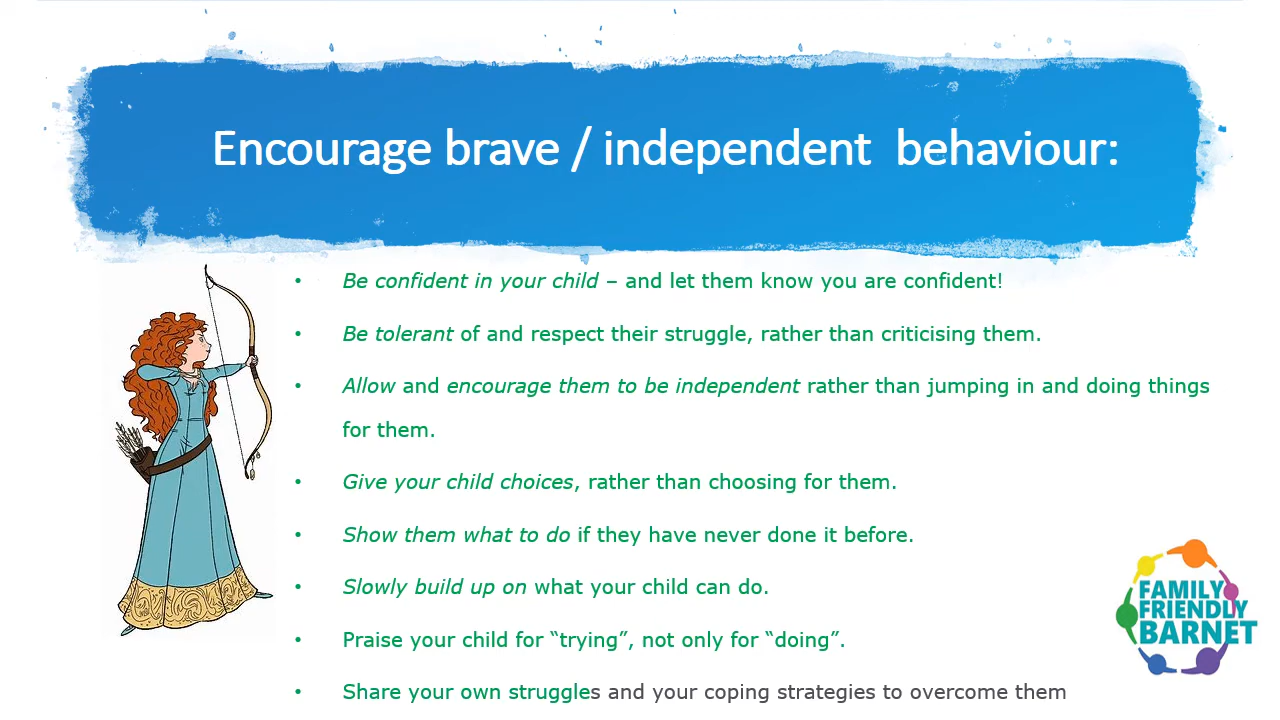 Encourage brave / independent  behaviour:
• Be confident in your child – and let them know you are confident!
• Be tolerant of and respect their struggle, rather than criticising them.
• Allow and encourage them to be independent rather than jumping in and doing things
for them.
• Give your child choices, rather than choosing for them.
• Show them what to do if they have never done it before.
• Slowly build up on what your child can do.
• Praise your child for “trying”, not only for “doing”.
• Share your own struggles and your coping strategies to overcome them
FAMILY
FRIENDLY
BARNET